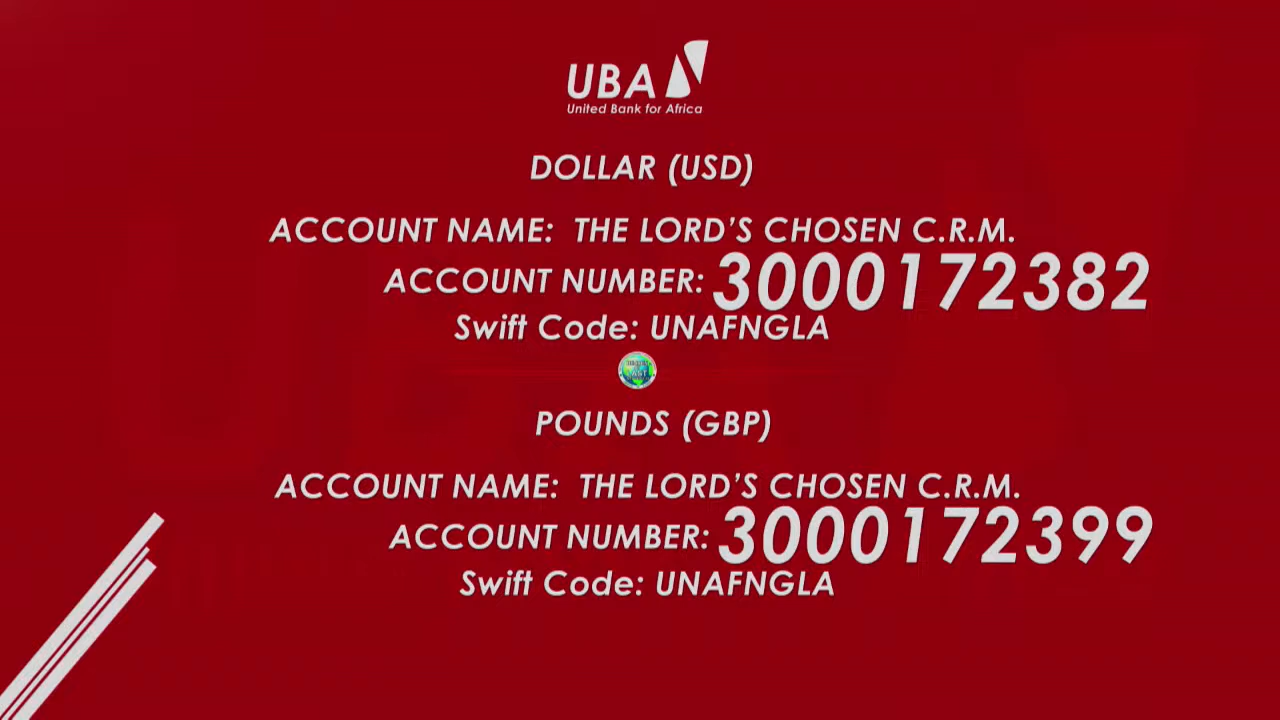 UBA
United Bank for Africa
DOLLAR (USD)
ACCOUNT NAME: THE LORD'S CHOSEN C.R.M.
ACCOUNT NUMBER: 3000172382
Swift Code: UNAFNGLA
POUNDS (GBP)
ACCOUNT NAME: THE LORD'S CHOSEN C.R.M.
ACCOUNT NUMBER: 3000172399
Swift Code: UNAFNGLA